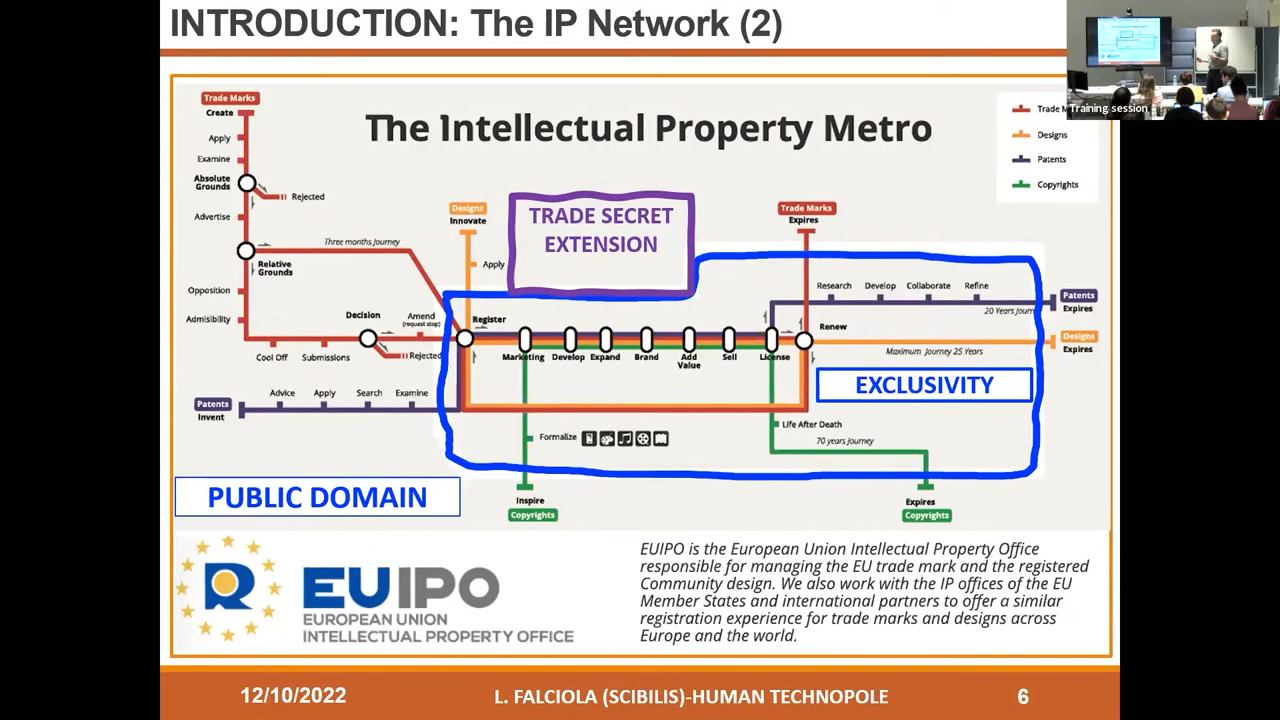 INTRODUCTION: The IP Network (2)
Training session
The Intellectual Property Metro
Trade Marks
Create
Apply
Examine
Absolute
Grounds
Rejected
Advertise
Three months Journey
Relative
Grounds
Opposition
Admisibility
Decision
Amend
(request stop)
Cool Off
Submissions
Rejected
Patents
Invent
Advice
Apply
Search
Examine
Designs
Innovate
Apply
TRADE SECRET
EXTENSION
Trade Marks
Expires
Trade M
Designs
Patents
Copyrights
Register
Marketing
Develop
Expand
Brand
Add
Value
Sell
License
Renew
Research
Develop
Collaborate
Refine
20 Years Journ
Patents
Expires
Maximum Journey 25 Years
Designs
Expires
EXCLUSIVITY
Life After Death
70 years Journey
Formalize
Inspire
Copyrights
Expires
Copyrights
PUBLIC DOMAIN
R
EUIPO
EUROPEAN UNION
INTELLECTUAL PROPERTY OFFICE
EUIPO is the European Union Intellectual Property Office
responsible for managing the EU trade mark and the registered
Community design. We also work with the IP offices of the EU
Member States and international partners to offer a similar
registration experience for trade marks and designs across
Europe and the world.
12/10/2022
L. FALCIOLA (SCIBILIS)-HUMAN TECHNOPOLE
6